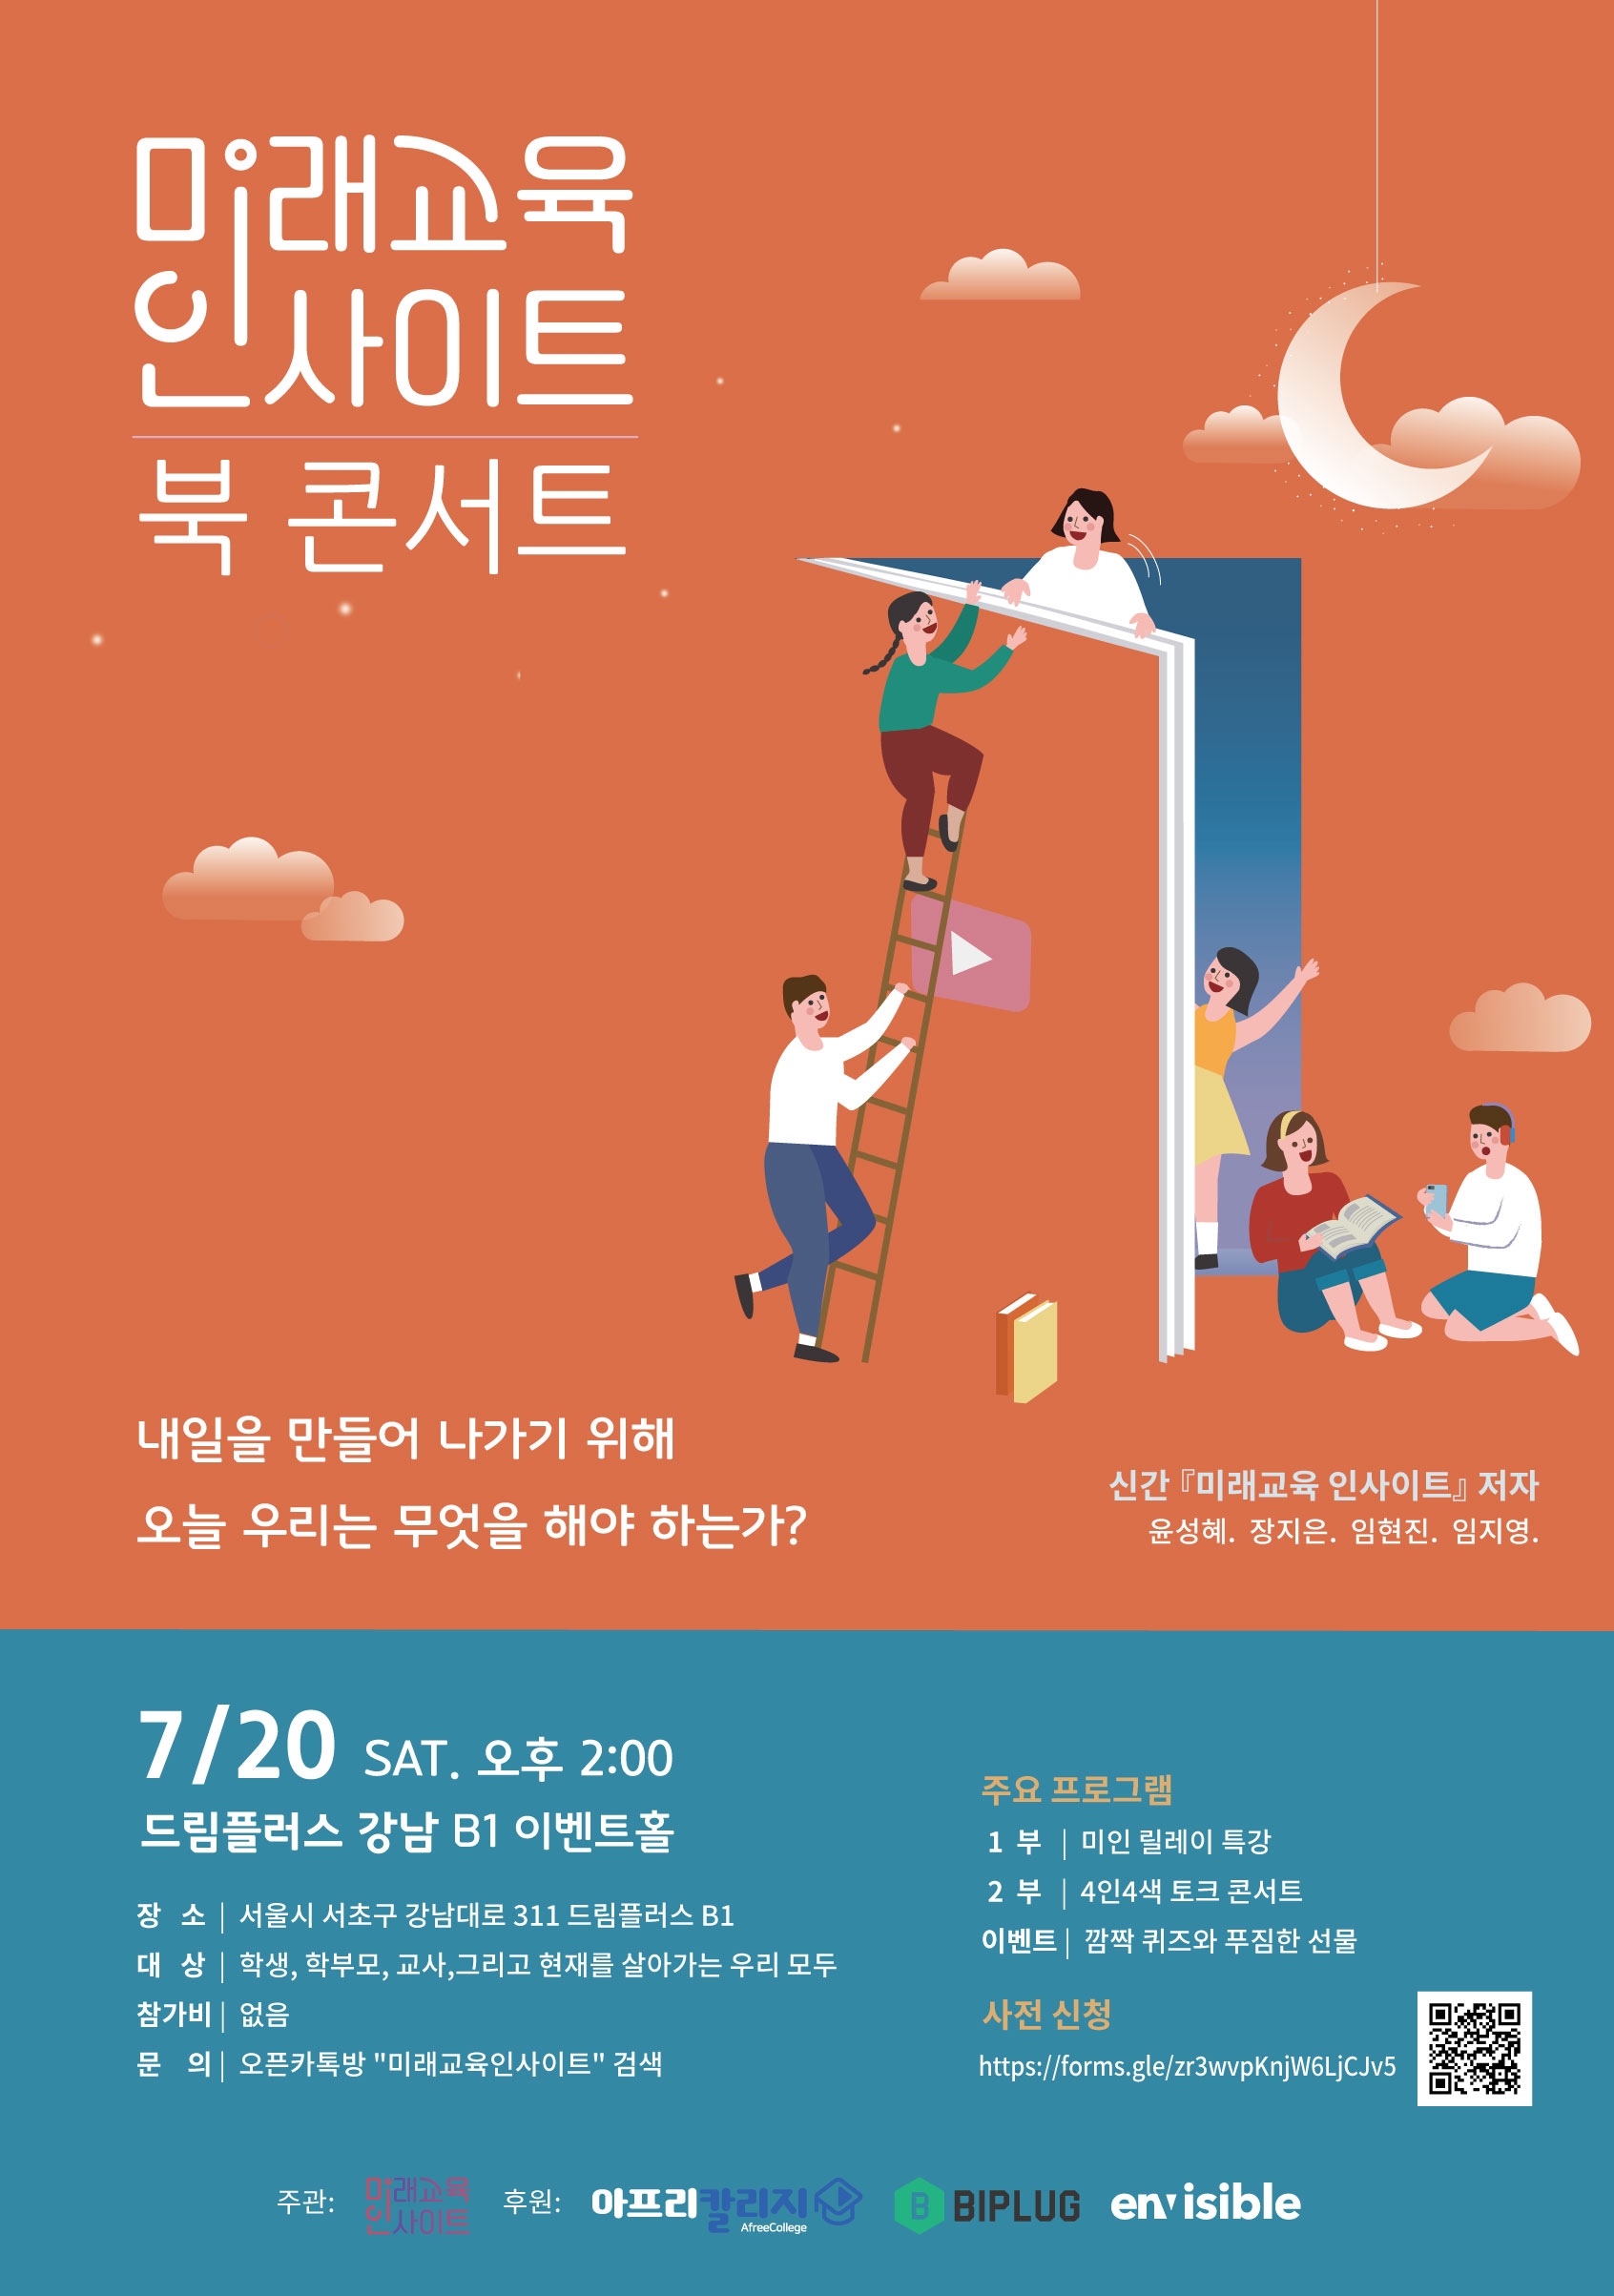 미래교육
인사이트
북 콘서트
내일을 만들어 나가기 위해
오늘 우리는 무엇을 해야 하는가?
신간 『미래교육 인사이트』 저자
윤성혜. 장지은. 임현진. 임지영.
7/20 SAT. 오후 2:00
드림플러스 강남 B1 이벤트홀
장 소 | 서울시 서초구 강남대로 311 드림플러스 B1
대 상 | 학생, 학부모, 교사,그리고 현재를 살아가는 우리 모두
참가비 | 없음
문 의 | 오픈카톡방 "미래교육인사이트" 검색
주요 프로그램
1 부 | 미인 릴레이 특강
2 부 | 4인4색 토크 콘서트
이벤트 | 깜짝 퀴즈와 푸짐한 선물
사전 신청
https://forms.gle/zr3wvpKnjW6LjCJv5
주관: 미래교육 인사이트 후원: 아프리칼리지 AfreeCollege B BIPLUG envisible